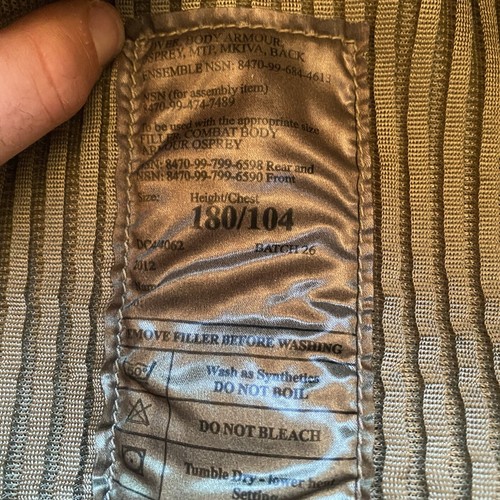 COVER, BODY ARMOUR,
OSPREY, MTP, MKIVA, BACK
ENSEMBLE NSN: 8470-99-684-4613
NSN (for assembly item)
8470-99-474-7489
To be used with the appropriate size
FILLER COMBAT BODY
ARMOUR OSPREY
NSN: 8470-99-799-6598 Rear and
NSN: 8470-99-799-6590 Front
Size: Height/Chest
180/104
BATCH 26
2012
REMOVE FILLER BEFORE WASHING
Wash as Synthetics
DO NOT BOIL
DO NOT BLEACH
Tumble Dry - lower heat
Setting